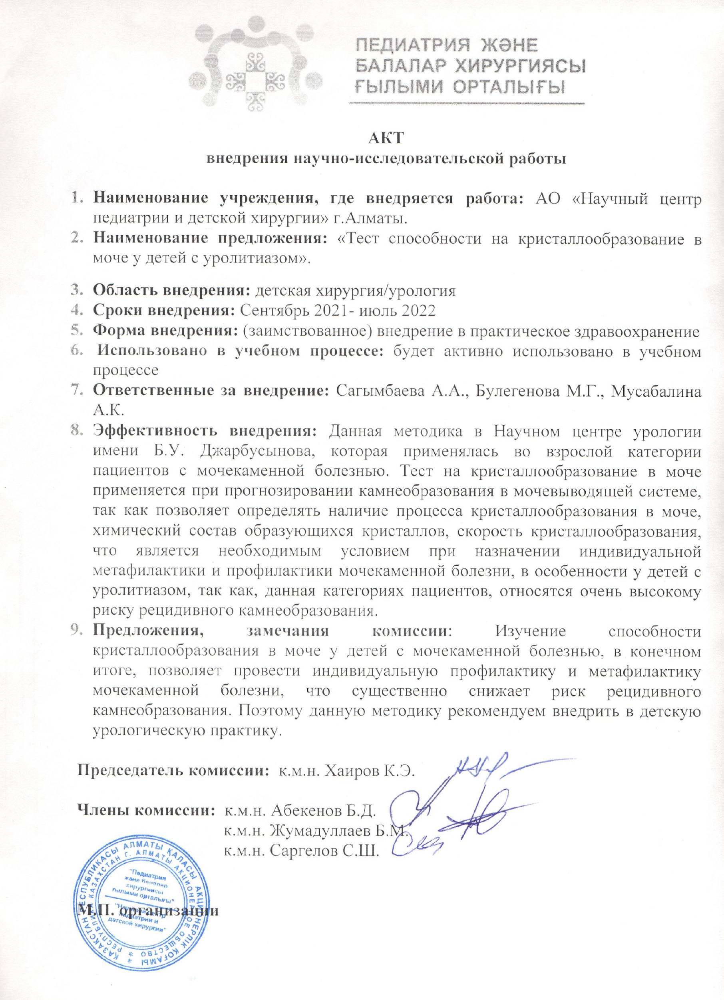 ПЕДИАТРИЯ ЖӘНЕ
БАЛАЛАР ХИРУРГИЯСЫ
ҒЫЛЫМИ ОРТАЛЫҒЫ
АКТ
внедрения научно-исследовательской работы
1. Наименование учреждения, где внедряется работа: АО «Научный центр
педиатрии и детской хирургии» г.Алматы.
2. Наименование предложения: «Тест способности на кристаллообразование в
моче у детей с уролитиазом».
3. Область внедрения: детская хирургия/урология
4. Сроки внедрения: Сентябрь 2021- июль 2022
5. Форма внедрения: (заимствованное) внедрение в практическое здравоохранение
6. Использовано в учебном процессе: будет активно использовано в учебном
процессе
7. Ответственные за внедрение: Сагымбаева А.А., Булегенова М.Г., Мусабалина
А.К.
8. Эффективность внедрения: Данная методика в Научном центре урологии
имени Б.У. Джарбусынова, которая применялась во взрослой категории
пациентов с мочекаменной болезнью. Тест на кристаллообразование в моче
применяется при прогнозировании камнеобразования в мочевыводящей системе,
так как позволяет определять наличие процесса кристаллообразования в моче,
химический состав образующихся кристаллов, скорость кристаллообразования,
что является необходимым условием при назначении индивидуальной
метафилактики и профилактики мочекаменной болезни, в особенности у детей с
уролитиазом, так как, данная категориях пациентов, относятся очень высокому
риску рецидивного камнеобразования.
9. Предложения, замечания комиссии: Изучение способности
кристаллообразования в моче у детей с мочекаменной болезнью, в конечном
итоге, позволяет провести индивидуальную профилактику и метафилактику
мочекаменной болезни, что существенно снижает риск рецидивного
камнеобразования. Поэтому данную методику рекомендуем внедрить в детскую
урологическую практику.
Председатель комиссии: к.м.н. Хаиров К.Э.
Члены комиссии: к.м.н. Абекенов Б.Д.
к.м.н. Жумадуллаев Б.М.
к.м.н. Саргелов С.Ш.
ҚАЗАҚСТАН РЕСПУБЛИКАСЫ АЛМАТЫ ҚАЛАСЫ АКЦИОНЕРЛІК ҚОҒАМЫ
РЕСПУБЛИКА КАЗАХСТАН Г. АЛМАТЫ АКЦИОНЕРНОЕ ОБЩЕСТВО
"Педиатрия
және балалар
хирургиясы
ғылыми орталығы"
"Научный центр
педиатрии и
детской хирургии"
М.П. организации